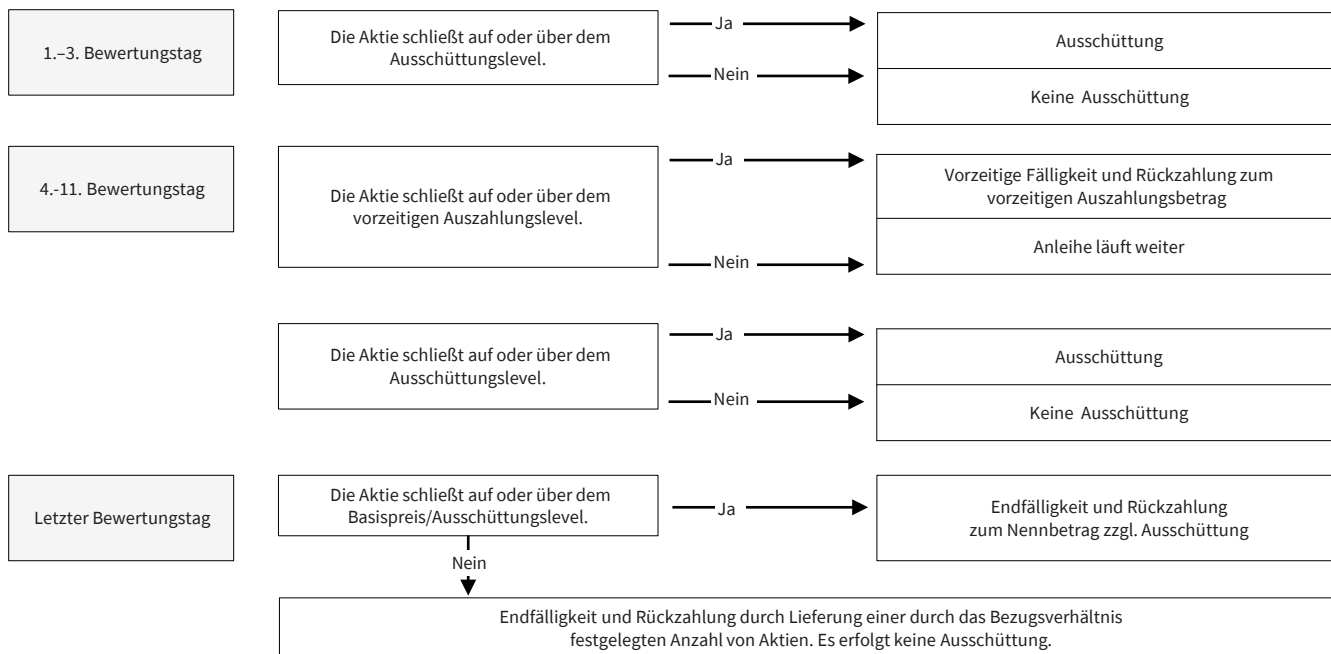 1.–3. Bewertungstag
Die Aktie schließt auf oder über dem
Ausschüttungslevel.
Ja
Nein
Ausschüttung
Keine Ausschüttung
4.-11. Bewertungstag
Die Aktie schließt auf oder über dem
vorzeitigen Auszahlungslevel.
Ja
Nein
Vorzeitige Fälligkeit und Rückzahlung zum
vorzeitigen Auszahlungsbetrag
Anleihe läuft weiter
Die Aktie schließt auf oder über dem
Ausschüttungslevel.
Ja
Nein
Ausschüttung
Keine Ausschüttung
Letzter Bewertungstag
Die Aktie schließt auf oder über dem
Basispreis/Ausschüttungslevel.
Ja
Endfälligkeit und Rückzahlung
zum Nennbetrag zzgl. Ausschüttung
Nein
Endfälligkeit und Rückzahlung durch Lieferung einer durch das Bezugsverhältnis
festgelegten Anzahl von Aktien. Es erfolgt keine Ausschüttung.